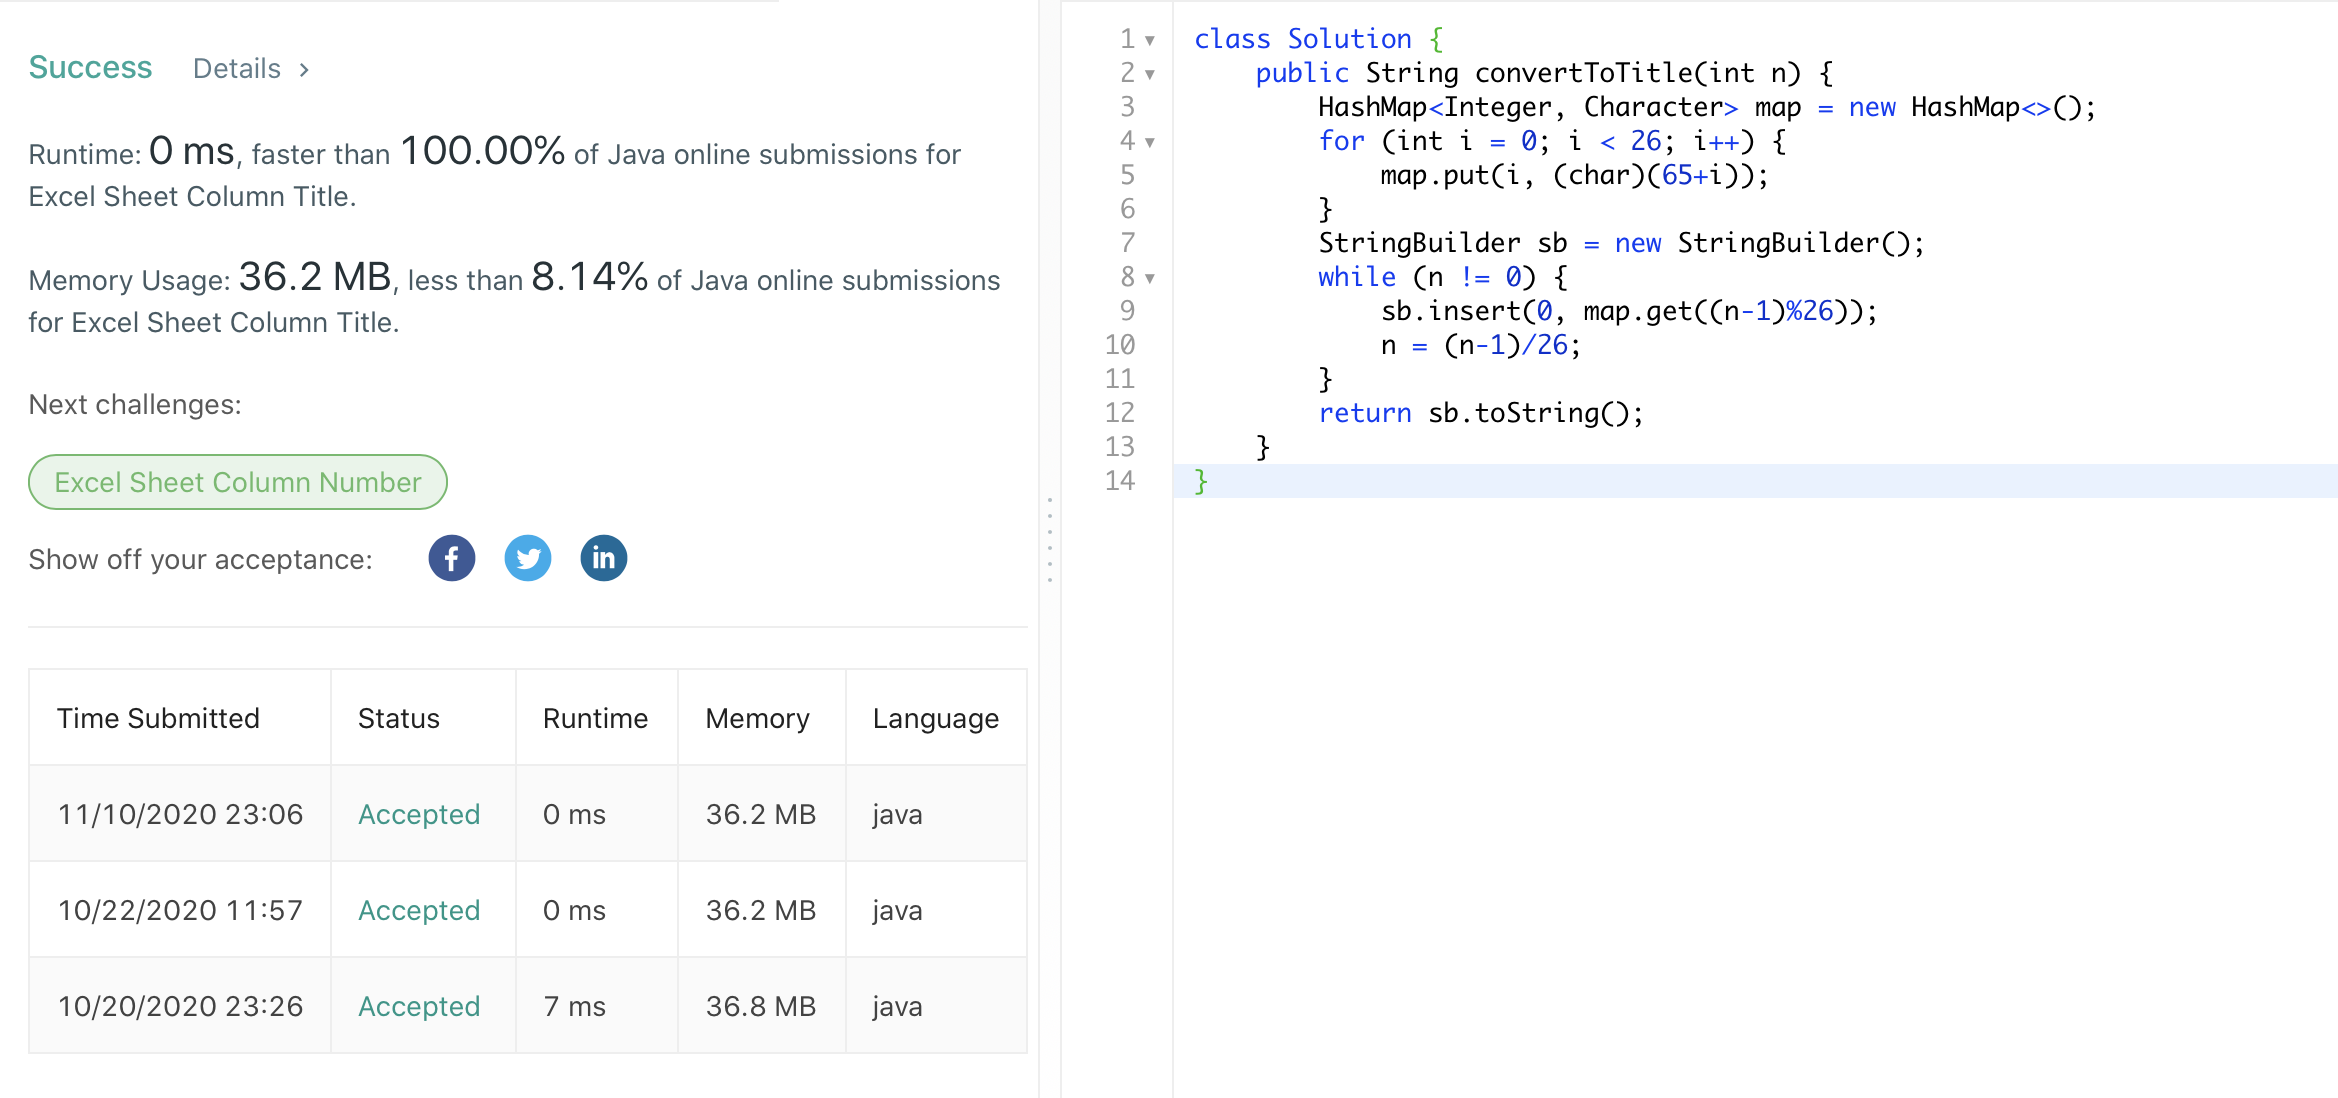 Success Details >
Runtime: 0 ms, faster than 100.00% of Java online submissions for
Excel Sheet Column Title.
Memory Usage: 36.2 MB, less than 8.14% of Java online submissions
for Excel Sheet Column Title.
Next challenges:
Excel Sheet Column Number
Show off your acceptance:
Time Submitted Status Runtime Memory Language
11/10/2020 23:06 Accepted 0 ms 36.2 MB java
10/22/2020 11:57 Accepted 0 ms 36.2 MB java
10/20/2020 23:26 Accepted 7 ms 36.8 MB java
1 class Solution {
2     public String convertToTitle(int n) {
3         HashMap<Integer, Character> map = new HashMap<>();
4         for (int i = 0; i < 26; i++) {
5             map.put(i, (char)(65+i));
6         }
7         StringBuilder sb = new StringBuilder();
8         while (n != 0) {
9             sb.insert(0, map.get((n-1)%26));
10             n = (n-1)/26;
11         }
12         return sb.toString();
13     }
14 }